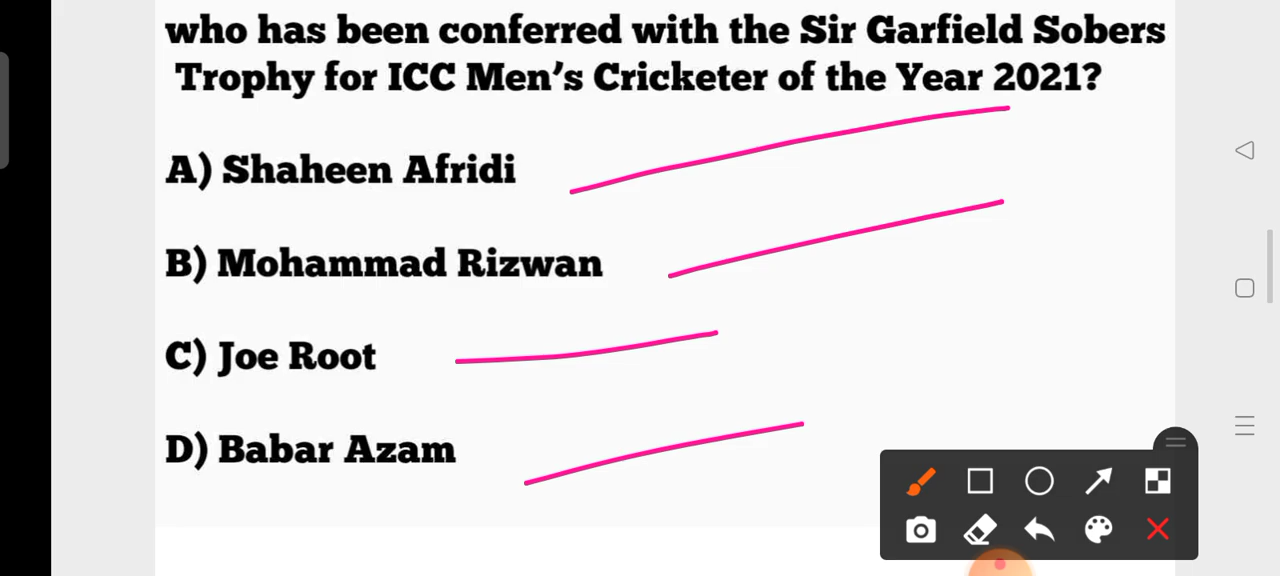 who has been conferred with the Sir Garfield Sobers
Trophy for ICC Men's Cricketer of the Year 2021?
A) Shaheen Afridi
B) Mohammad Rizwan
C) Joe Root
D) Babar Azam